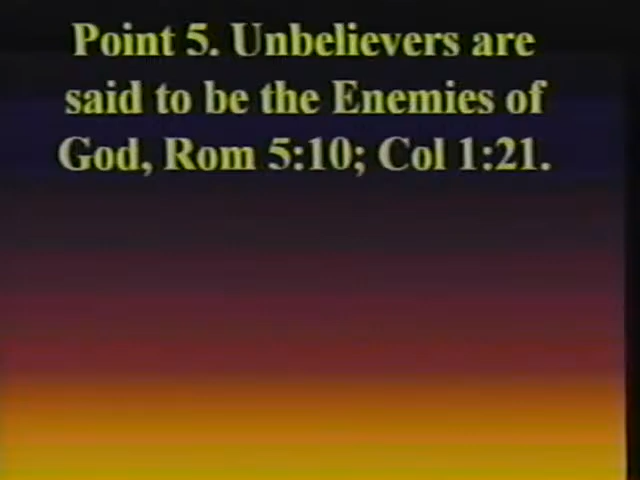 Point 5. Unbelievers are
said to be the Enemies of
God, Rom 5:10; Col 1:21.